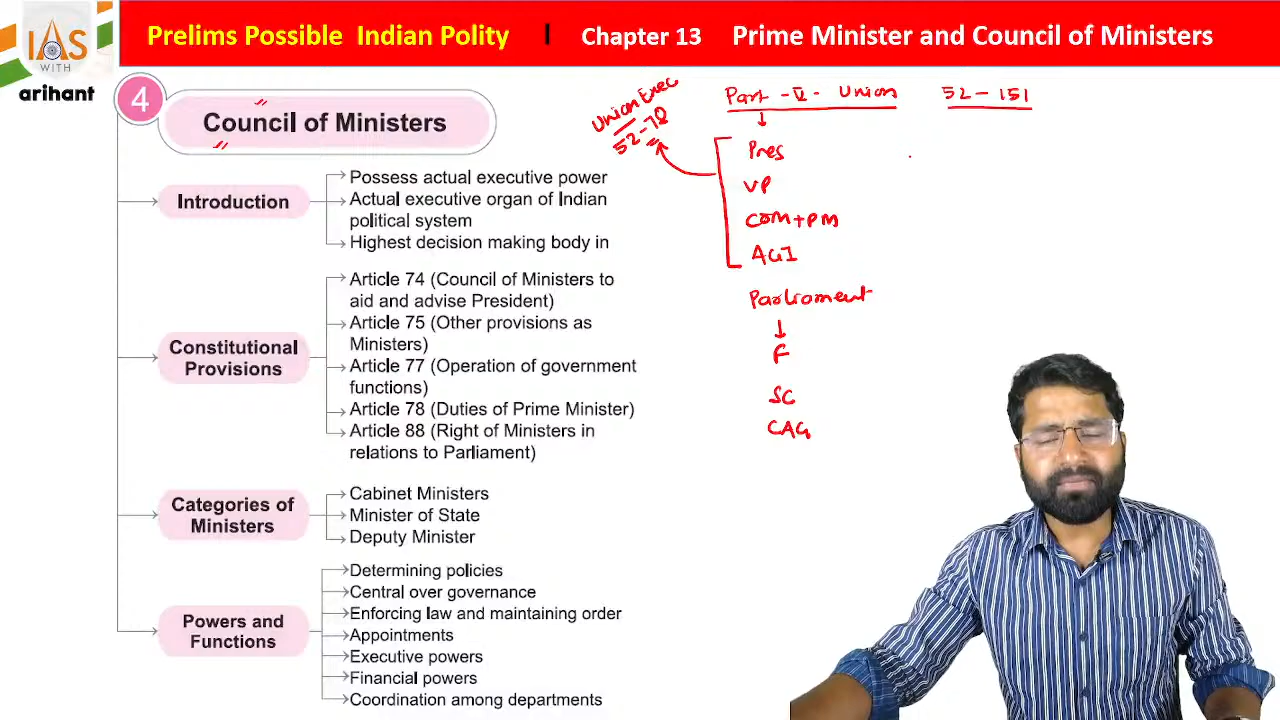 IAS
WITH
arihant
Prelims Possible Indian Polity | Chapter 13 Prime Minister and Council of Ministers
4
Council of Ministers
Introduction
Possess actual executive power
Actual executive organ of Indian
political system
Highest decision making body in
Constitutional
Provisions
Article 74 (Council of Ministers to
aid and advise President)
Article 75 (Other provisions as
Ministers)
Article 77 (Operation of government
functions)
Article 78 (Duties of Prime Minister)
Article 88 (Right of Ministers in
relations to Parliament)
Categories of
Ministers
Cabinet Ministers
Minister of State
Deputy Minister
Powers and
Functions
Determining policies
Central over governance
Enforcing law and maintaining order
Appointments
Executive powers
Financial powers
Coordination among departments
Union Exec
52-78
Part - V - Union 52 - 151
Pres
VP
COM+PM
AGI
Parliament
F
SC
CAG